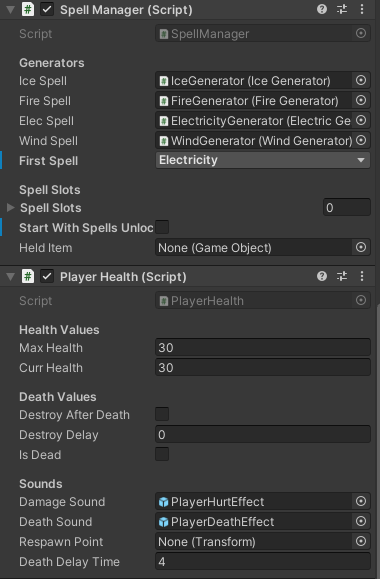 Spell Manager (Script)
Script SpellManager
Generators
Ice Spell IceGenerator (Ice Generator)
Fire Spell FireGenerator (Fire Generator)
Elec Spell ElectricityGenerator (Electric Ge
Wind Spell WindGenerator (Wind Generator)
First Spell Electricity
Spell Slots
Spell Slots 0
Start With Spells Unloc
Held Item None (Game Object)
Player Health (Script)
Script PlayerHealth
Health Values
Max Health 30
Curr Health 30
Death Values
Destroy After Death
Destroy Delay 0
Is Dead
Sounds
Damage Sound PlayerHurtEffect
Death Sound PlayerDeathEffect
Respawn Point None (Transform)
Death Delay Time 4